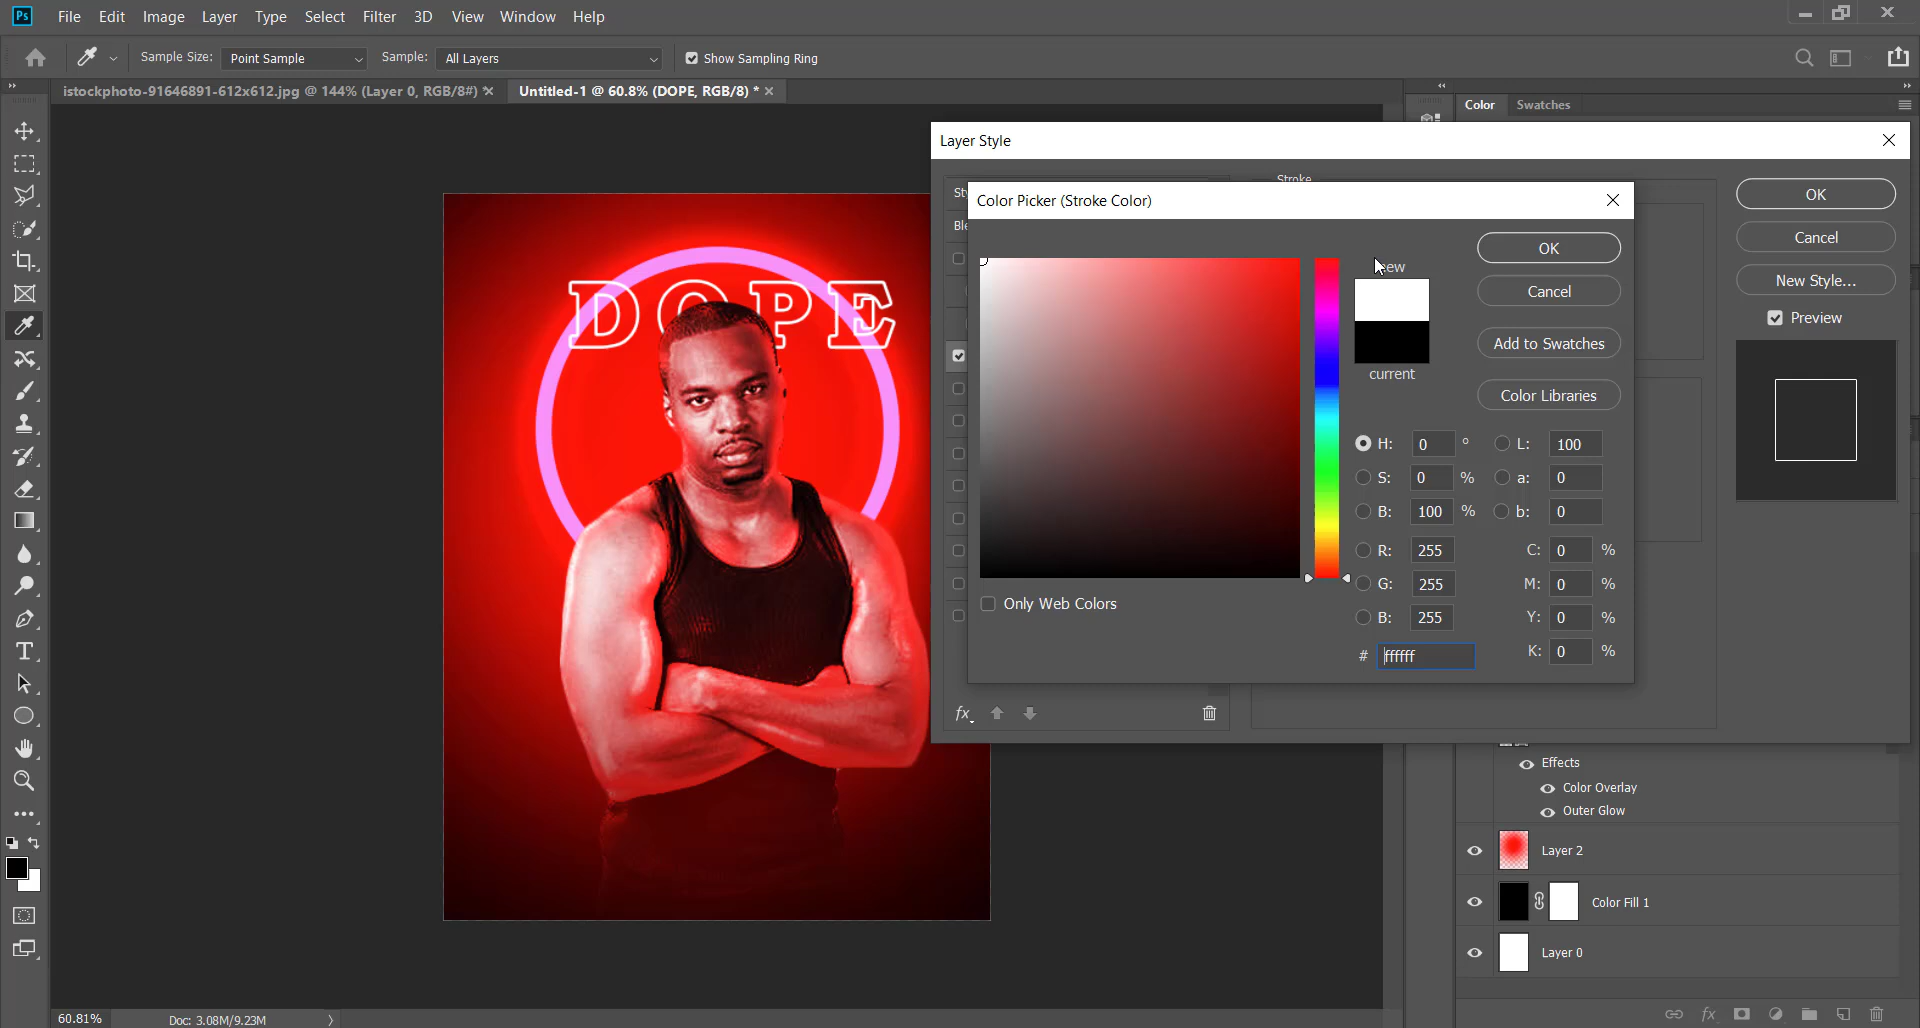 Ps File Edit Image Layer Type Select Filter 3D View Window Help
Sample Size: Point Sample Sample: All Layers Show Sampling Ring
istockphoto-91646891-612x612.jpg @ 144% (Layer 0, RGB/8#) * Untitled-1 @ 60.8% (DOPE, RGB/8) *
Color Swatches
Layer Style
Stroke
OK
Color Picker (Stroke Color)
OK
new
Cancel
Cancel
New Style...
Preview
DOPE
Add to Swatches
current
Color Libraries
H: 0 ° L: 100
S: 0 % a: 0
B: 100 % b: 0
R: 255 C: 0 %
G: 255 M: 0 %
B: 255 Y: 0 %
Only Web Colors
# ffffff K: 0 %
fx
Effects
Color Overlay
Outer Glow
Layer 2
Color Fill 1
Layer 0
60.81% Doc: 3.08M/9.23M
fx